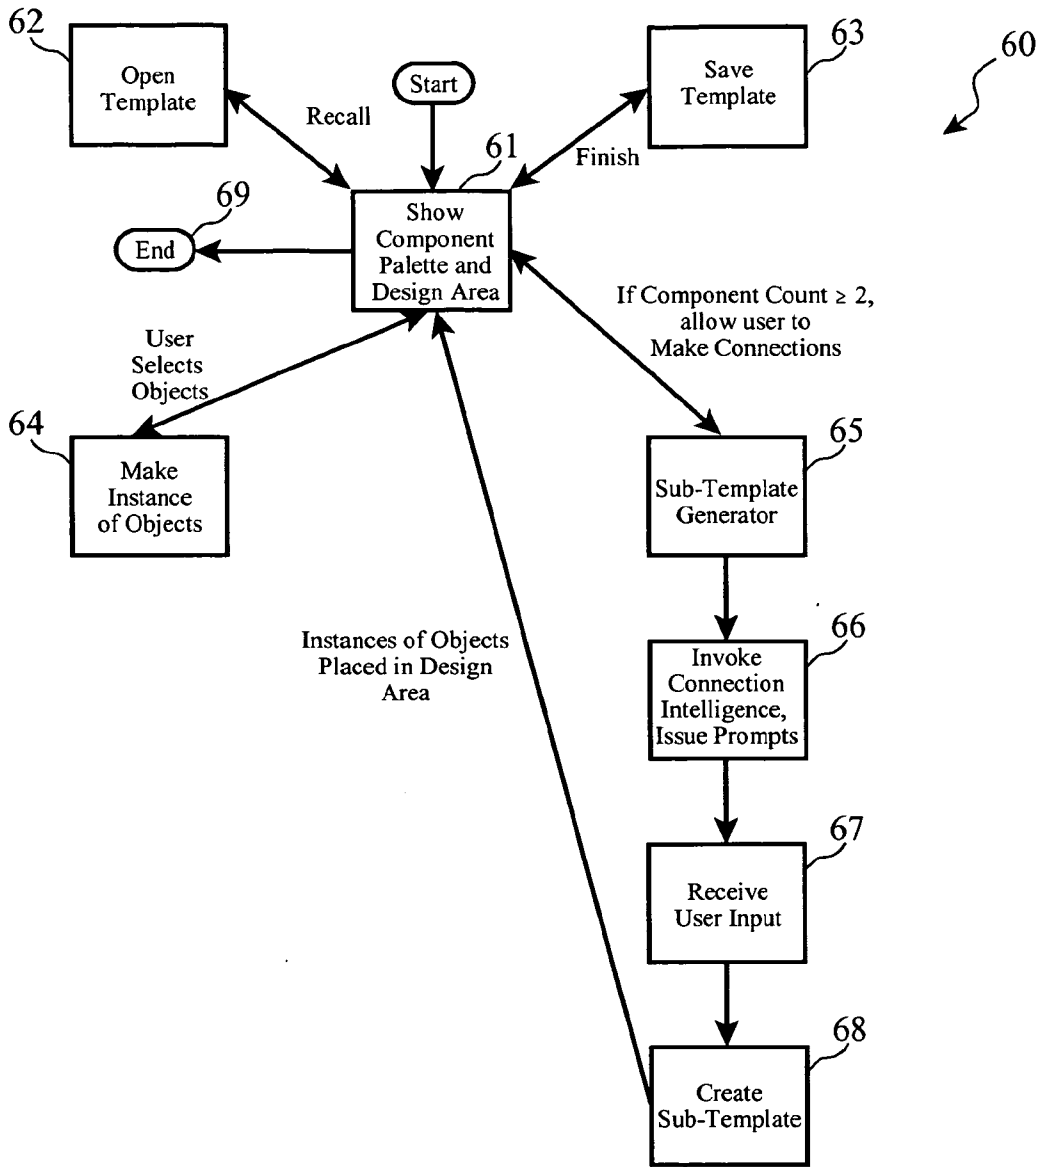 62
Open
Template
Start
63
Save
Template
60
Recall
Finish
61
Show
Component
Palette and
Design Area
69
End
If Component Count ≥ 2,
allow user to
Make Connections
User
Selects
Objects
64
Make
Instance
of Objects
65
Sub-Template
Generator
Instances of Objects
Placed in Design
Area
66
Invoke
Connection
Intelligence,
Issue Prompts
67
Receive
User Input
68
Create
Sub-Template